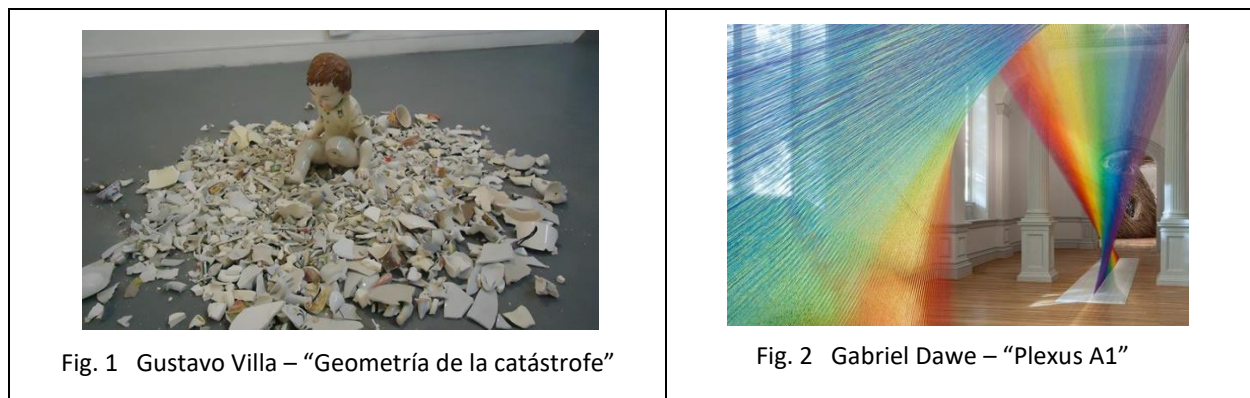 Fig. 1 Gustavo Villa – “Geometría de la catástrofe”
Fig. 2 Gabriel Dawe – “Plexus A1”